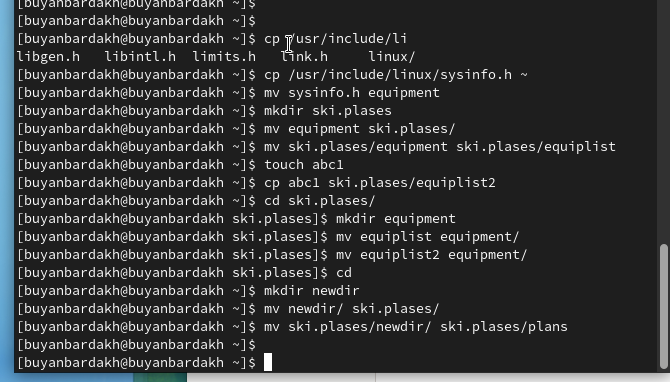 [buyanbardakh@buyanbardakh ~]$
[buyanbardakh@buyanbardakh ~]$
[buyanbardakh@buyanbardakh ~]$ cp /usr/include/li
libgen.h libintl.h limits.h link.h linux/
[buyanbardakh@buyanbardakh ~]$ cp /usr/include/linux/sysinfo.h ~
[buyanbardakh@buyanbardakh ~]$ mv sysinfo.h equipment
[buyanbardakh@buyanbardakh ~]$ mkdir ski.plases
[buyanbardakh@buyanbardakh ~]$ mv equipment ski.plases/
[buyanbardakh@buyanbardakh ~]$ mv ski.plases/equipment ski.plases/equiplist
[buyanbardakh@buyanbardakh ~]$ touch abc1
[buyanbardakh@buyanbardakh ~]$ cp abc1 ski.plases/equiplist2
[buyanbardakh@buyanbardakh ~]$ cd ski.plases/
[buyanbardakh@buyanbardakh ski.plases]$ mkdir equipment
[buyanbardakh@buyanbardakh ski.plases]$ mv equiplist equipment/
[buyanbardakh@buyanbardakh ski.plases]$ mv equiplist2 equipment/
[buyanbardakh@buyanbardakh ski.plases]$ cd
[buyanbardakh@buyanbardakh ~]$ mkdir newdir
[buyanbardakh@buyanbardakh ~]$ mv newdir/ ski.plases/
[buyanbardakh@buyanbardakh ~]$ mv ski.plases/newdir/ ski.plases/plans
[buyanbardakh@buyanbardakh ~]$
[buyanbardakh@buyanbardakh ~]$